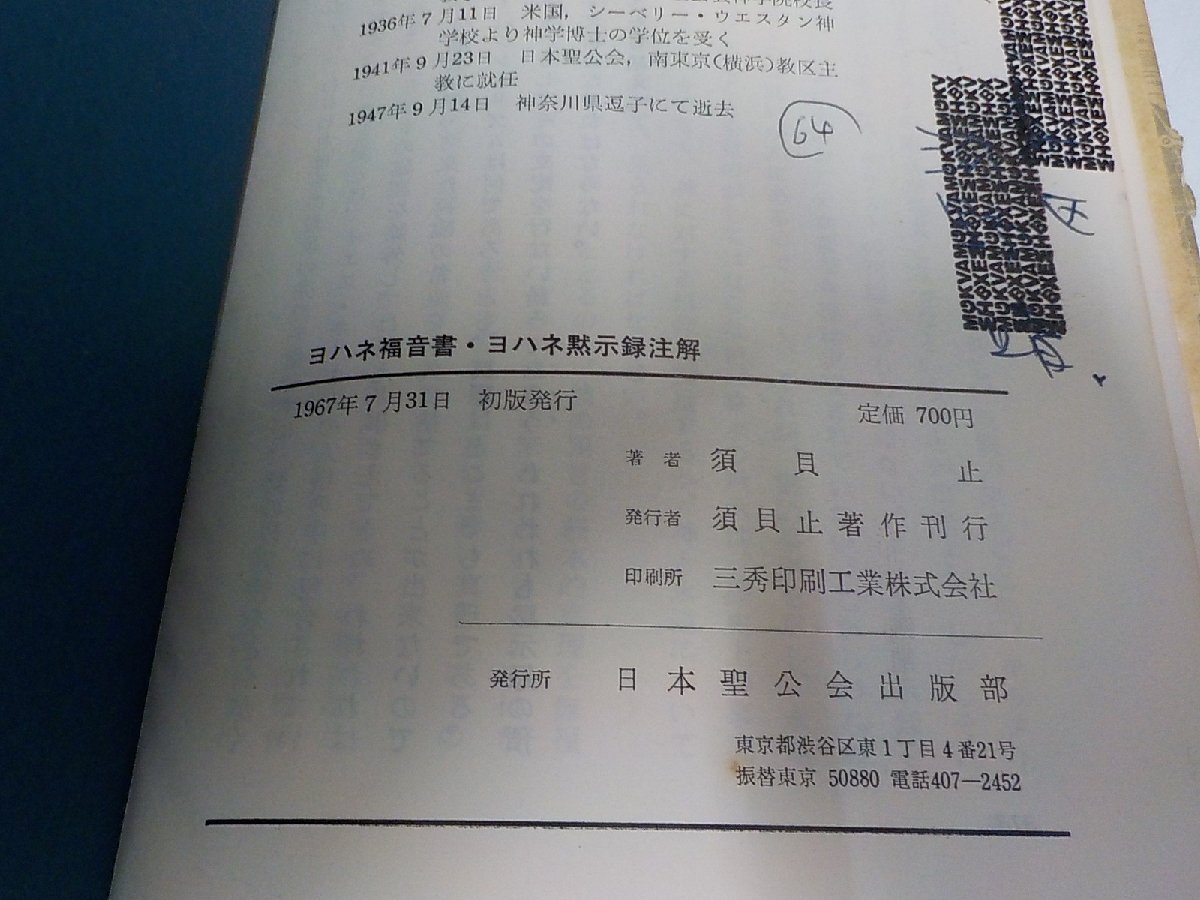 1936年7月11日 米国，シーベリー・ウエスタン神
学校より神学博士の学位を受く
1941年9月23日 日本聖公会，南東京(横浜)教区主
教に就任
1947年9月14日 神奈川県逗子にて逝去
64
ヨハネ福音書・ヨハネ黙示録注解
1967年7月31日 初版発行 定価 700円
著者 須貝 止
発行者 須貝止著作刊行
印刷所 三秀印刷工業株式会社
発行所 日本聖公会出版部
東京都渋谷区東1丁目4番21号
振替東京 50880 電話407―2452